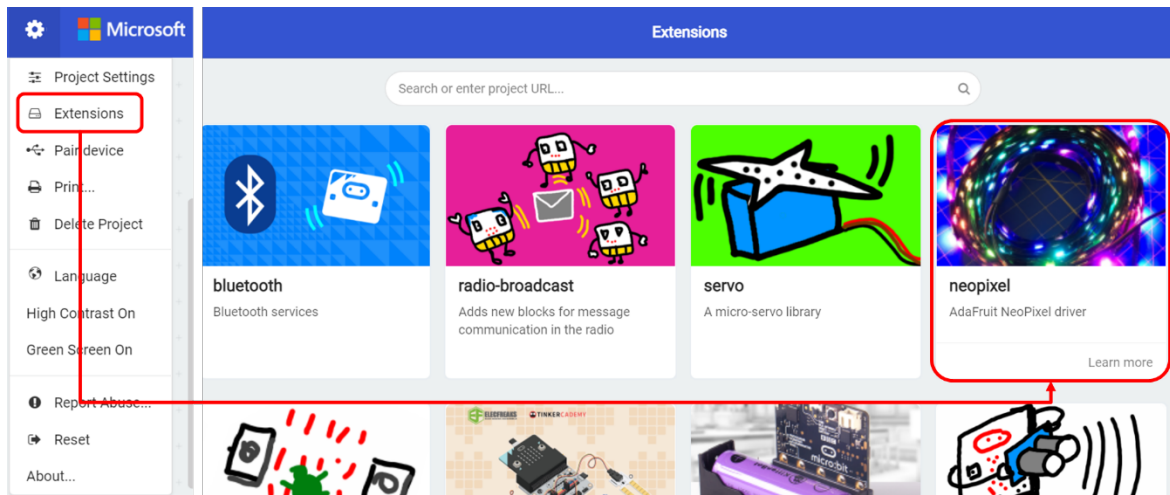 Microsoft
Project Settings
Extensions
Pair device
Print...
Delete Project
Language
High Contrast On
Green Screen On
Report Abuse...
Reset
About...
Extensions
Search or enter project URL...
bluetooth
Bluetooth services
radio-broadcast
Adds new blocks for message
communication in the radio
servo
A micro-servo library
neopixel
AdaFruit NeoPixel driver
Learn more
ELECFREAKS TINKERCADEMY
micro:bit